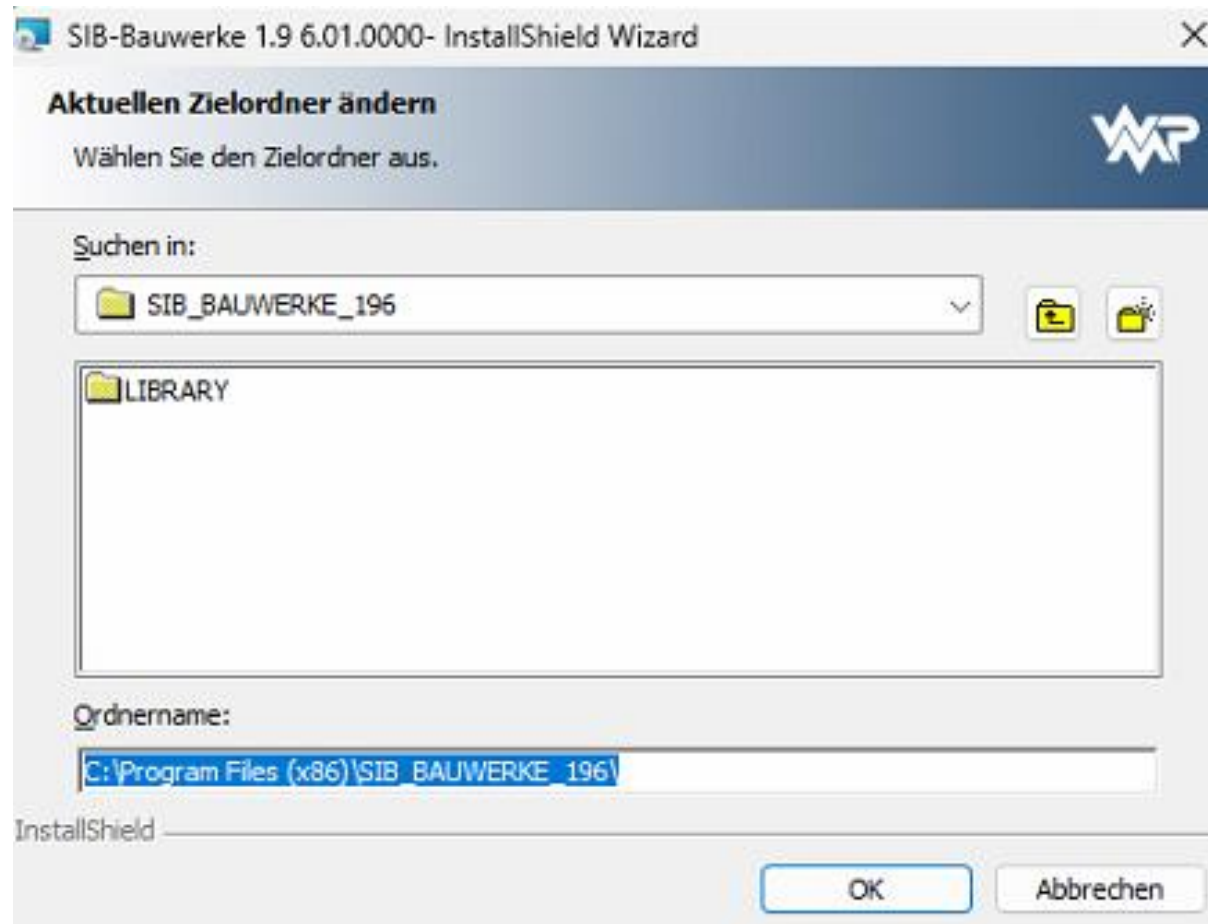 SIB-Bauwerke 1.9 6.01.0000- InstallShield Wizard
Aktuellen Zielordner ändern
Wählen Sie den Zielordner aus.
WMP
Suchen in:
SIB_BAUWERKE_196
LIBRARY
Ordnername:
C:\Program Files (x86)\SIB_BAUWERKE_196\
InstallShield
OK
Abbrechen